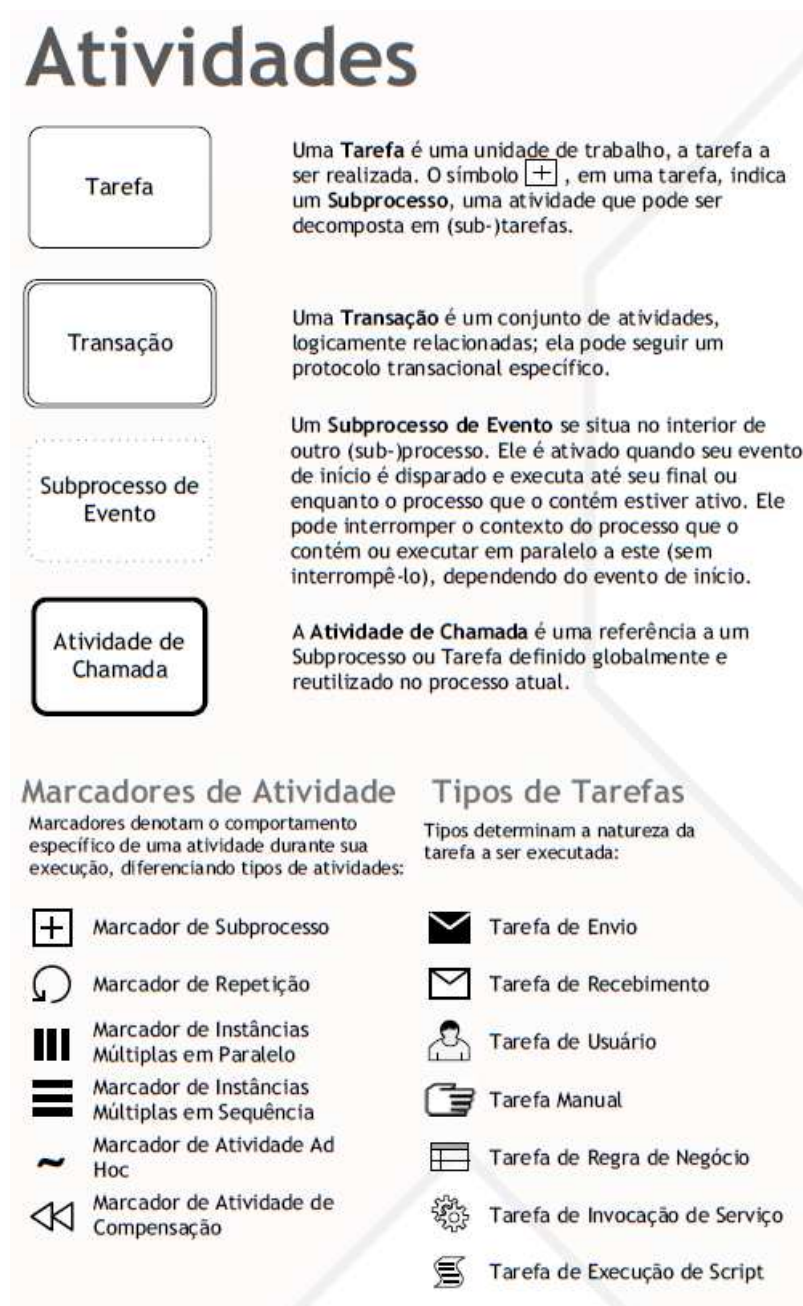 Atividades
Tarefa
Uma Tarefa é uma unidade de trabalho, a tarefa a
ser realizada. O símbolo + , em uma tarefa, indica
um Subprocesso, uma atividade que pode ser
decomposta em (sub-)tarefas.
Transação
Uma Transação é um conjunto de atividades,
logicamente relacionadas; ela pode seguir um
protocolo transacional específico.
Subprocesso de
Evento
Um Subprocesso de Evento se situa no interior de
outro (sub-)processo. Ele é ativado quando seu evento
de início é disparado e executa até seu final ou
enquanto o processo que o contém estiver ativo. Ele
pode interromper o contexto do processo que o
contém ou executar em paralelo a este (sem
interrompê-lo), dependendo do evento de início.
Atividade de
Chamada
A Atividade de Chamada é uma referência a um
Subprocesso ou Tarefa definido globalmente e
reutilizado no processo atual.
Marcadores de Atividade
Marcadores denotam o comportamento
específico de uma atividade durante sua
execução, diferenciando tipos de atividades:
Marcador de Subprocesso
Marcador de Repetição
Marcador de Instâncias
Múltiplas em Paralelo
Marcador de Instâncias
Múltiplas em Sequência
Marcador de Atividade Ad
Hoc
Marcador de Atividade de
Compensação
Tipos de Tarefas
Tipos determinam a natureza da
tarefa a ser executada:
Tarefa de Envio
Tarefa de Recebimento
Tarefa de Usuário
Tarefa Manual
Tarefa de Regra de Negócio
Tarefa de Invocação de Serviço
Tarefa de Execução de Script